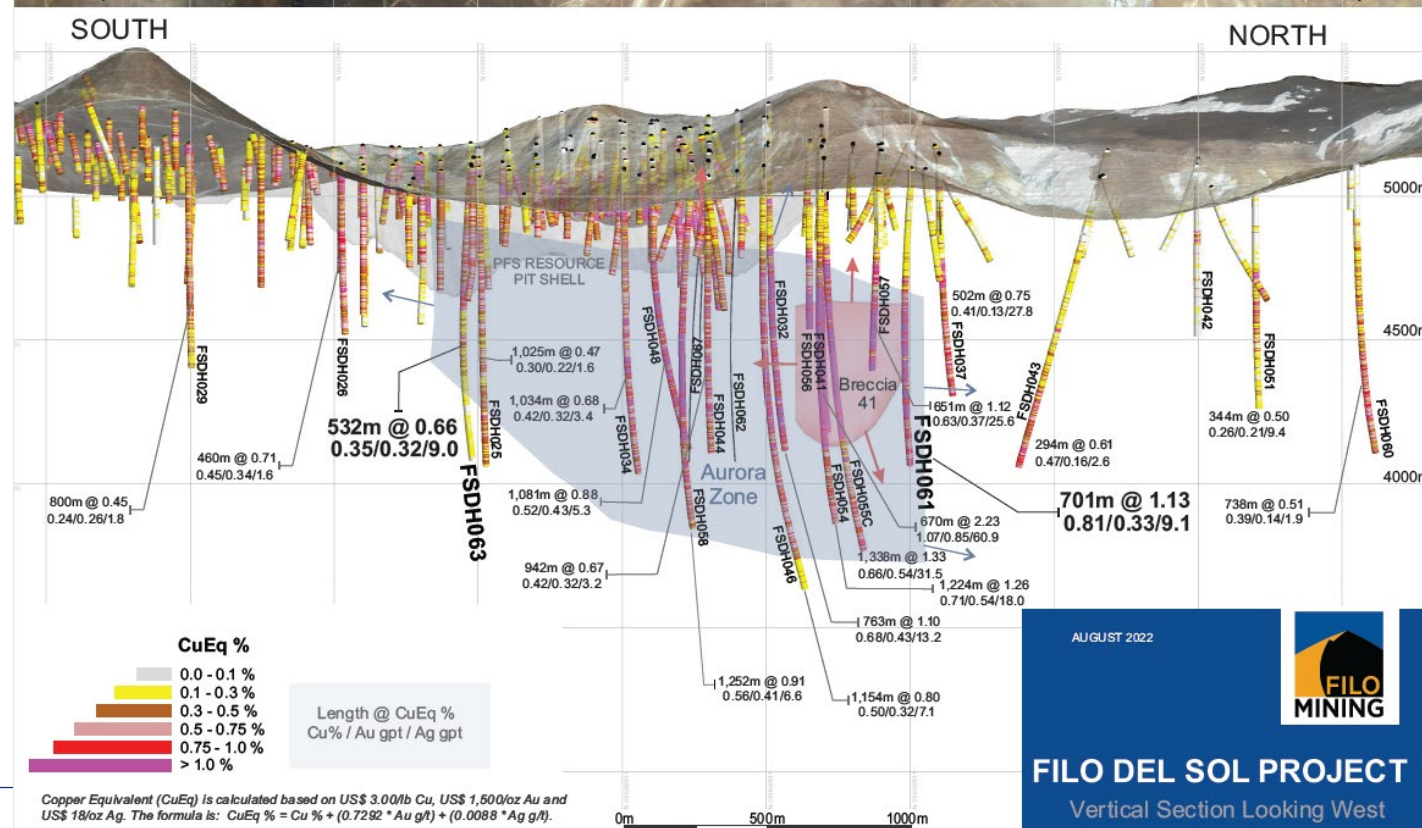 SOUTH
NORTH
5000m
4500m
4000m
PFS RESOURCE
PIT SHELL
FSDH029
FSDH026
FSDH063
FSDH025
FSDH034
FSDH048
FSDH058
FSDH067
FSDH044
FSDH062
FSDH032
FSDH046
FSDH056
FSDH041
FSDH054
FSDH055C
FSDH057
FSDH061
FSDH037
FSDH043
FSDH042
FSDH051
FSDH060
Breccia
41
Aurora
Zone
800m @ 0.45
0.24/0.26/1.8
460m @ 0.71
0.45/0.34/1.6
532m @ 0.66
0.35/0.32/9.0
1,025m @ 0.47
0.30/0.22/1.6
1,034m @ 0.68
0.42/0.32/3.4
1,081m @ 0.88
0.52/0.43/5.3
942m @ 0.67
0.42/0.32/3.2
1,252m @ 0.91
0.56/0.41/6.6
1,154m @ 0.80
0.50/0.32/7.1
763m @ 1.10
0.68/0.43/13.2
1,224m @ 1.26
0.71/0.54/18.0
1,338m @ 1.33
0.66/0.54/31.5
670m @ 2.23
1.07/0.85/60.9
651m @ 1.12
0.63/0.37/25.6
502m @ 0.75
0.41/0.13/27.8
701m @ 1.13
0.81/0.33/9.1
294m @ 0.61
0.47/0.16/2.6
344m @ 0.50
0.26/0.21/9.4
738m @ 0.51
0.39/0.14/1.9
CuEq %
0.0 - 0.1 %
0.1 - 0.3 %
0.3 - 0.5 %
0.5 - 0.75 %
0.75 - 1.0 %
> 1.0 %
Length @ CuEq %
Cu% / Au gpt / Ag gpt
Copper Equivalent (CuEq) is calculated based on US$ 3.00/lb Cu, US$ 1,500/oz Au and
US$ 18/oz Ag. The formula is: CuEq % = Cu % + (0.7292 * Au g/t) + (0.0088 * Ag g/t).
0m
500m
1000m
AUGUST 2022
FILO
MINING
FILO DEL SOL PROJECT
Vertical Section Looking West